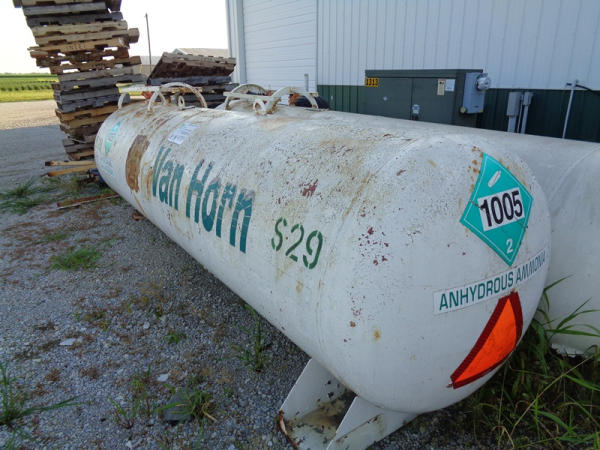 Van Horn
S29
1005
2
ANHYDROUS AMMONIA